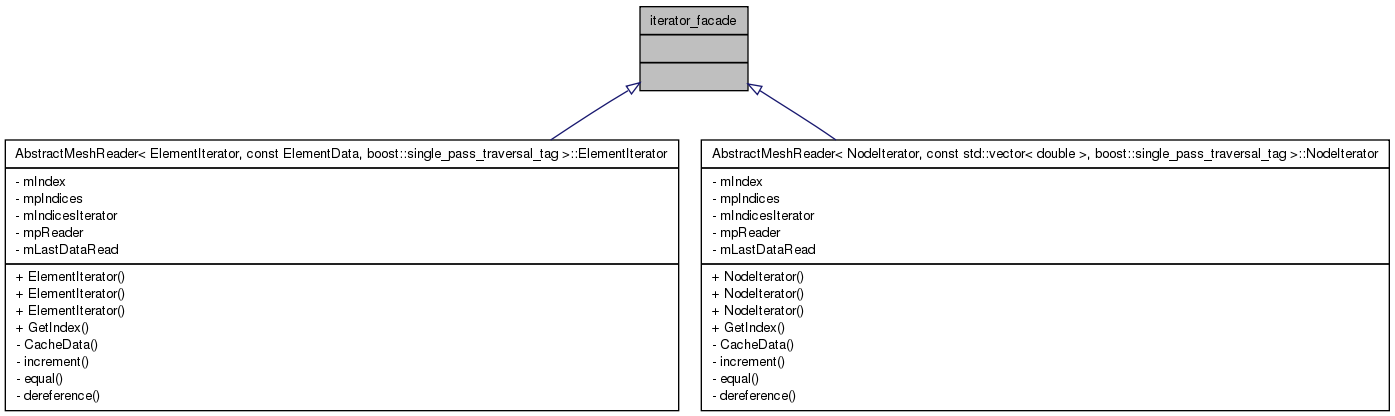 iterator_facade
AbstractMeshReader< ElementIterator, const ElementData, boost::single_pass_traversal_tag >::ElementIterator
- mIndex
- mpIndices
- mIndicesIterator
- mpReader
- mLastDataRead
+ ElementIterator()
+ ElementIterator()
+ ElementIterator()
+ GetIndex()
- CacheData()
- increment()
- equal()
- dereference()
AbstractMeshReader< NodeIterator, const std::vector< double >, boost::single_pass_traversal_tag >::NodeIterator
- mIndex
- mpIndices
- mIndicesIterator
- mpReader
- mLastDataRead
+ NodeIterator()
+ NodeIterator()
+ NodeIterator()
+ GetIndex()
- CacheData()
- increment()
- equal()
- dereference()